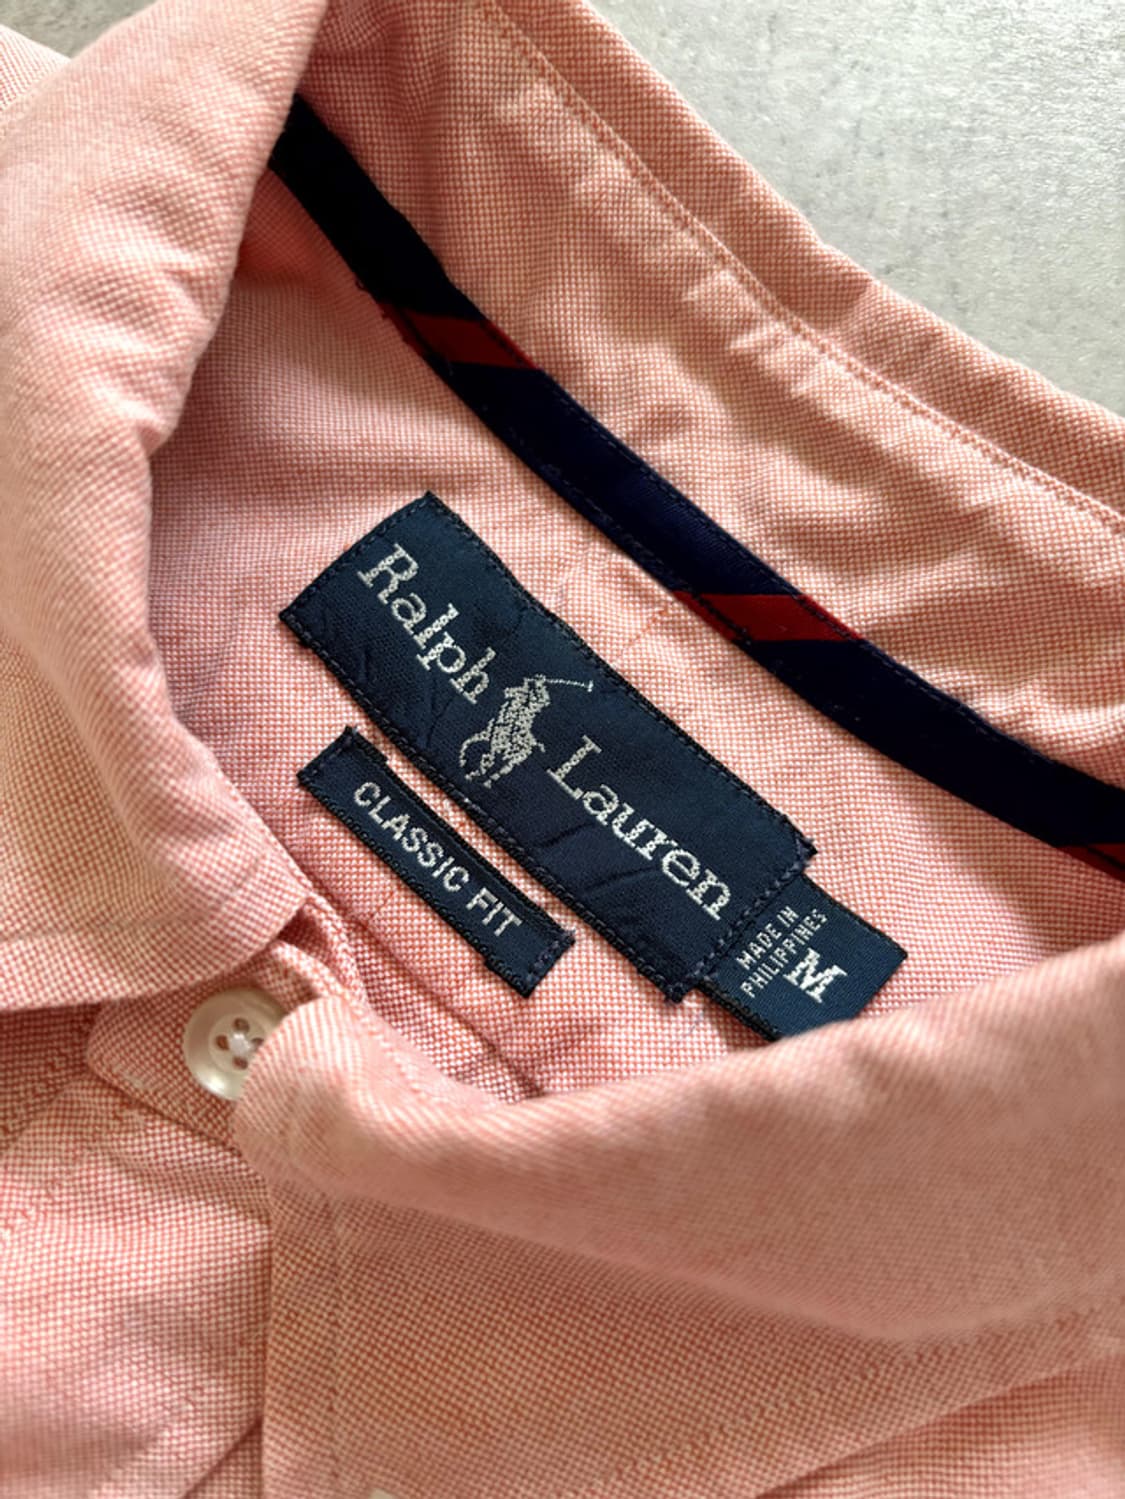 Ralph Lauren
CLASSIC FIT
MADE IN
PHILIPPINES
M